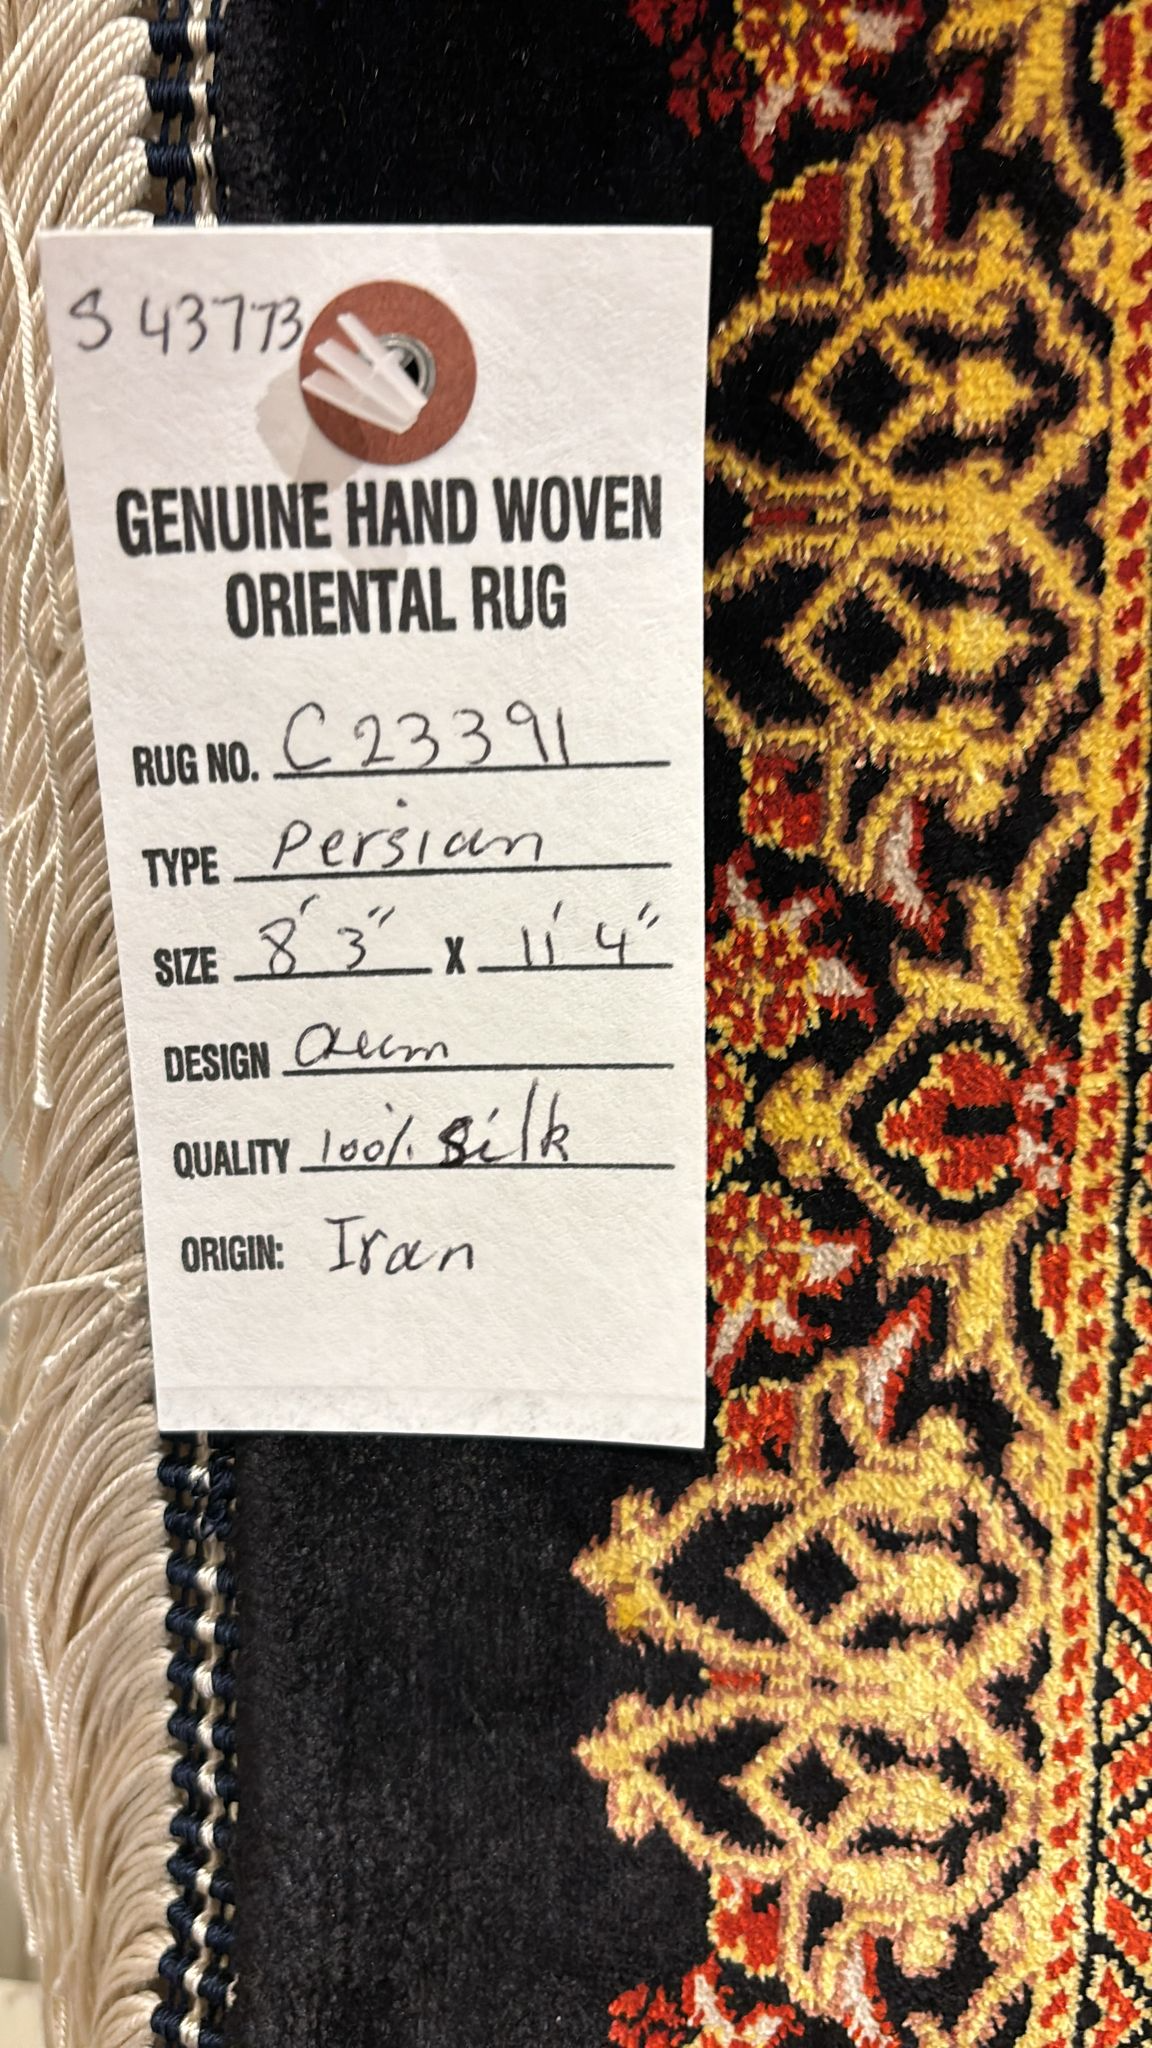 S 43773
GENUINE HAND WOVEN
ORIENTAL RUG
RUG NO. C23391
TYPE Persian
SIZE 8' 3" X 11' 4"
DESIGN Qum
QUALITY 100% Silk
ORIGIN: Iran